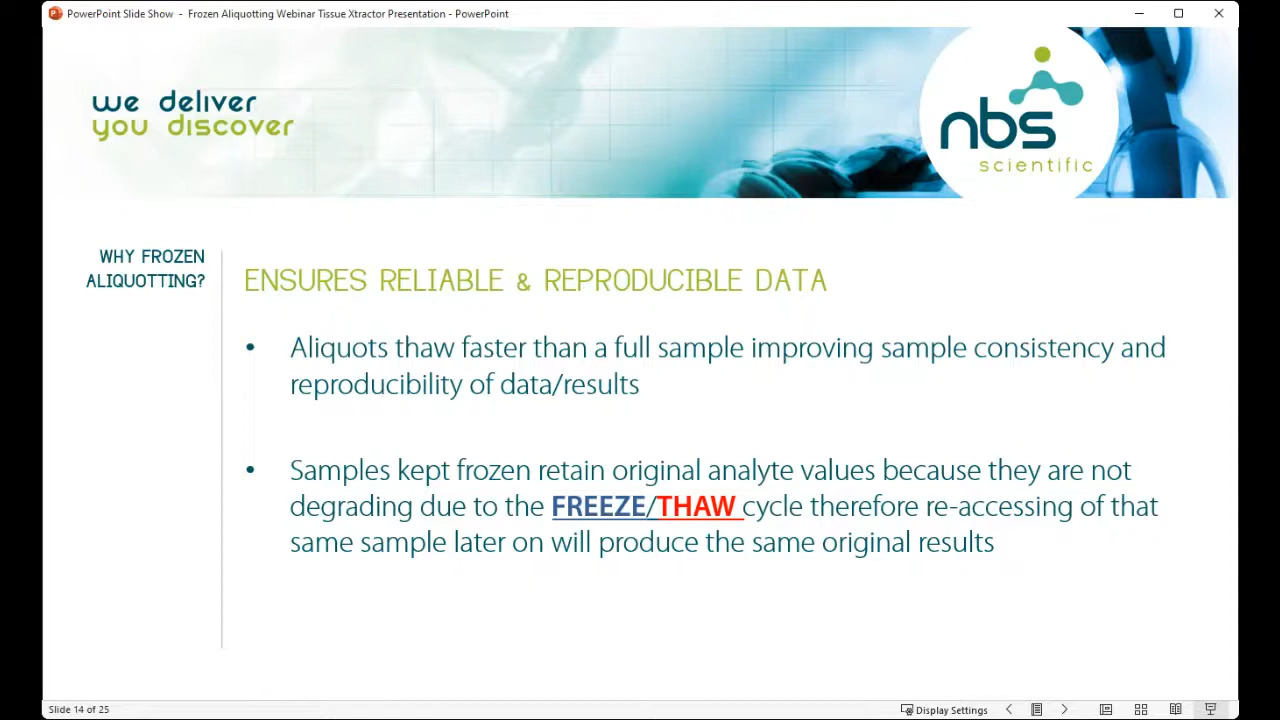 PowerPoint Slide Show - Frozen Aliquotting Webinar Tissue Xtractor Presentation - PowerPoint
we deliver
you discover
nbs
scientific
WHY FROZEN
ALIQUOTTING?
ENSURES RELIABLE & REPRODUCIBLE DATA
• Aliquots thaw faster than a full sample improving sample consistency and
reproducibility of data/results
• Samples kept frozen retain original analyte values because they are not
degrading due to the FREEZE/THAW cycle therefore re-accessing of that
same sample later on will produce the same original results
Slide 14 of 25
Display Settings